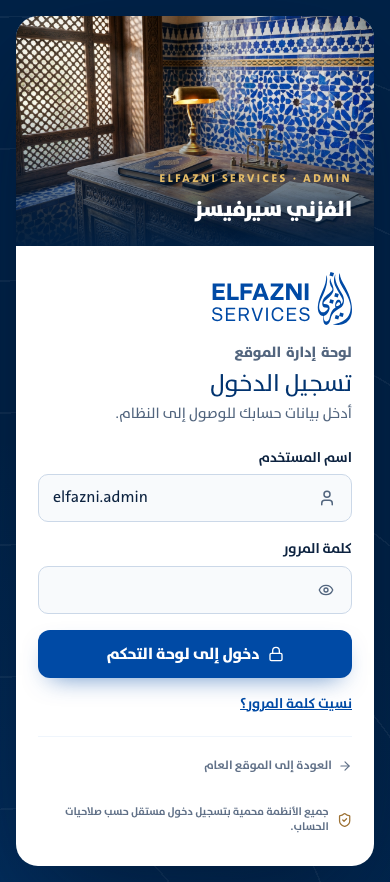 ELFAZNI SERVICES · ADMIN
الفزني سيرفيسز
ELFAZNI
SERVICES
لوحة إدارة الموقع
تسجيل الدخول
أدخل بيانات حسابك للوصول إلى النظام.
اسم المستخدم
elfazni.admin
كلمة المرور
دخول إلى لوحة التحكم
نسيت كلمة المرور؟
العودة إلى الموقع العام
جميع الأنظمة محمية بتسجيل دخول مستقل حسب صلاحيات
الحساب.